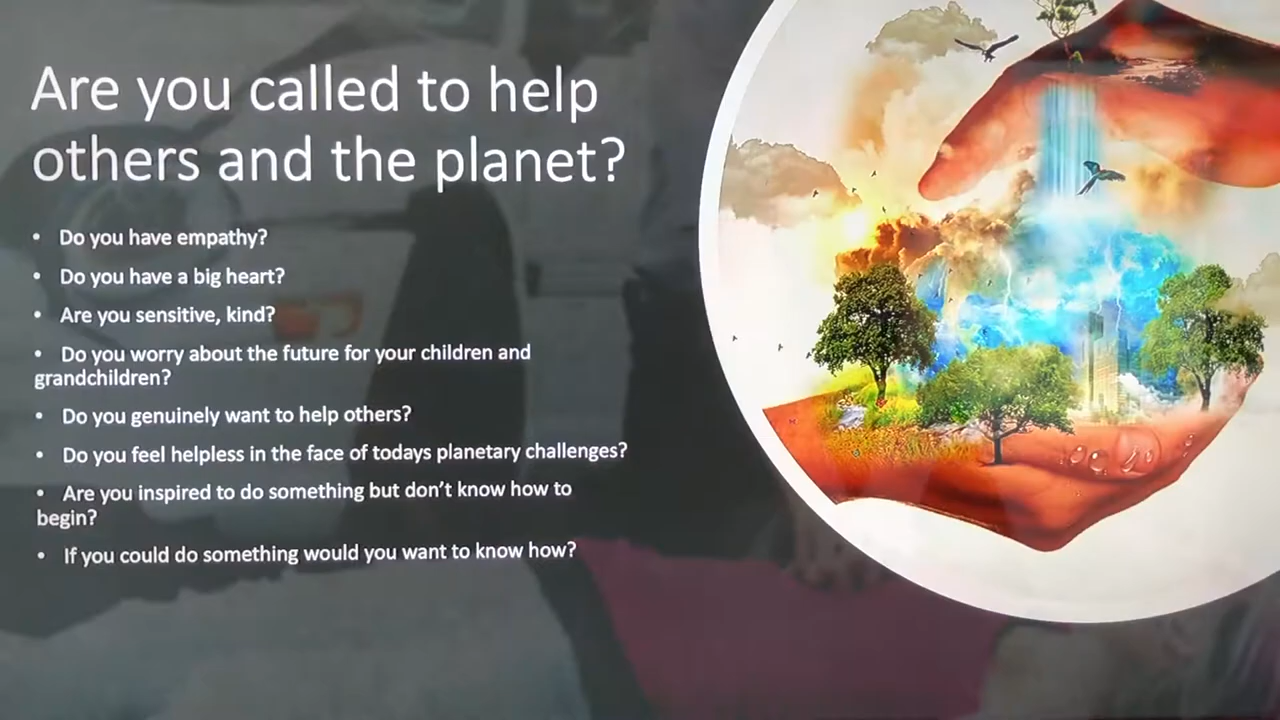 Are you called to help
others and the planet?
• Do you have empathy?
• Do you have a big heart?
• Are you sensitive, kind?
• Do you worry about the future for your children and
grandchildren?
• Do you genuinely want to help others?
• Do you feel helpless in the face of todays planetary challenges?
• Are you inspired to do something but don’t know how to
begin?
• If you could do something would you want to know how?